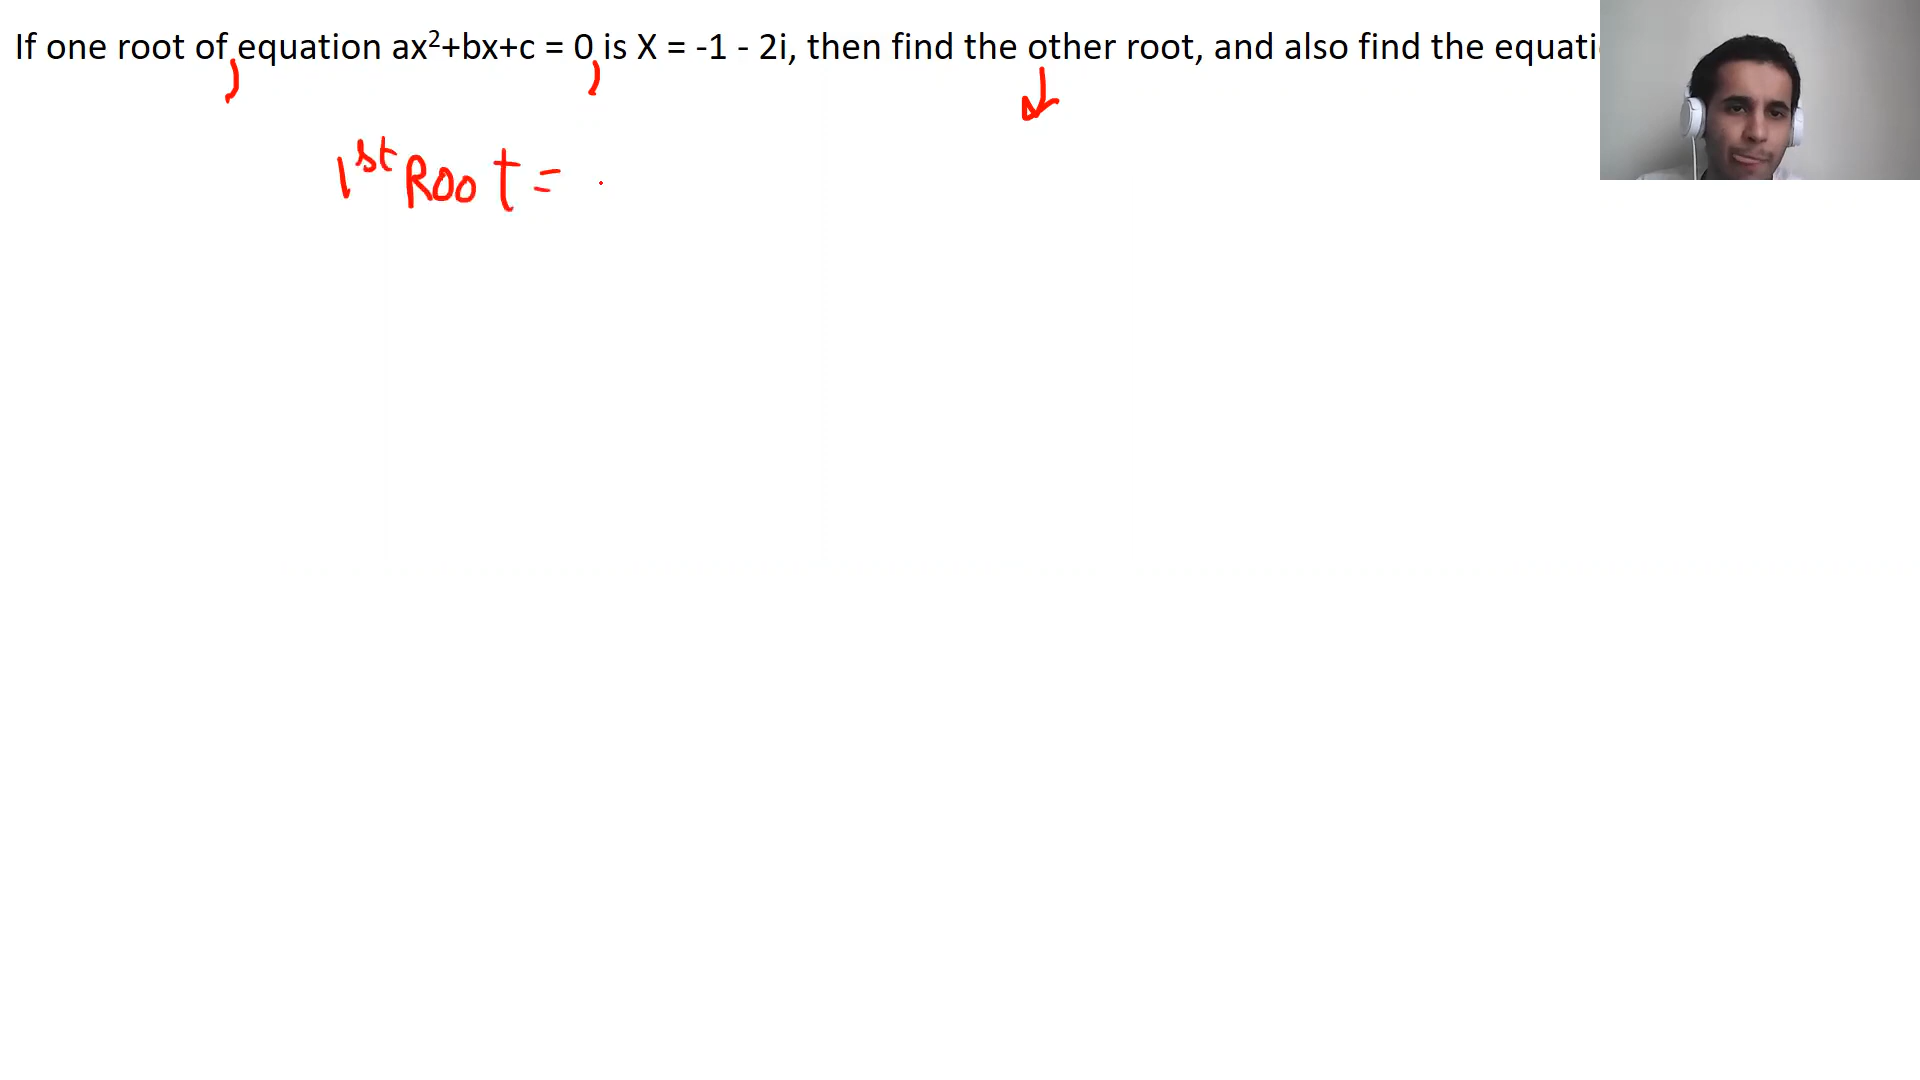 If one root of, equation ax²+bx+c = 0, is X = -1 - 2i, then find the other root, and also find the equati
1ˢᵗ Root =